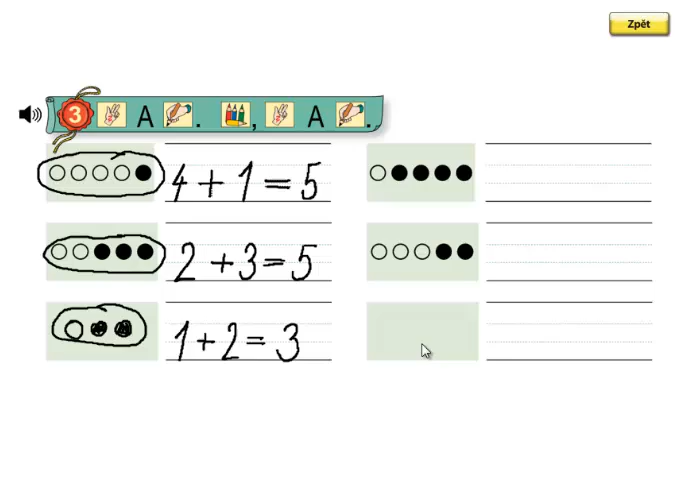 Zpět
3 A . , A .
4 + 1 = 5
2 + 3 = 5
1 + 2 = 3